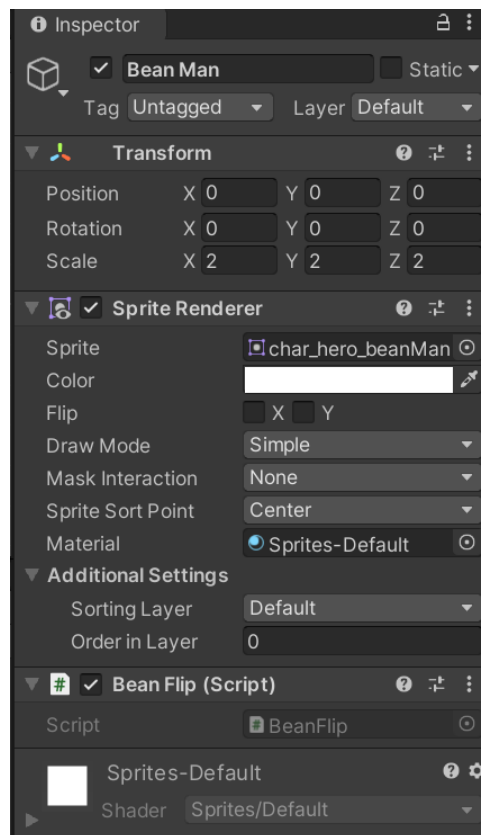 Inspector
Bean Man Static
Tag Untagged Layer Default
Transform
Position X 0 Y 0 Z 0
Rotation X 0 Y 0 Z 0
Scale X 2 Y 2 Z 2
Sprite Renderer
Sprite char_hero_beanMan
Color
Flip X Y
Draw Mode Simple
Mask Interaction None
Sprite Sort Point Center
Material Sprites-Default
Additional Settings
Sorting Layer Default
Order in Layer 0
# Bean Flip (Script)
Script # BeanFlip
Sprites-Default
Shader Sprites/Default